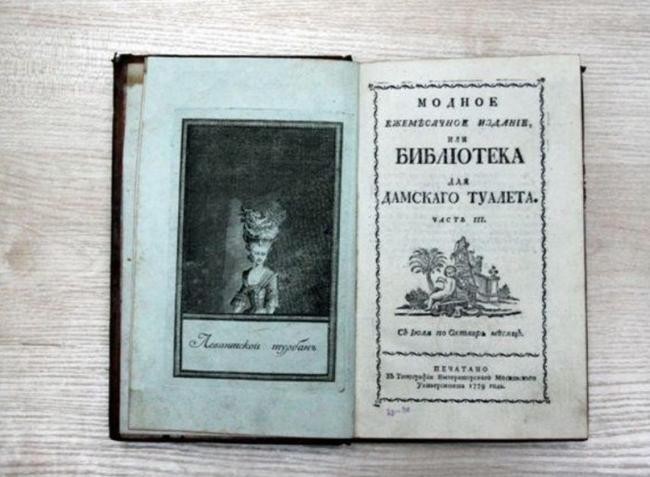 Левантской тюрбанъ
МОДНОЕ
ЕЖЕМѢСАЧНОЕ ИЗДАНІЕ,
ИЛИ
БИБЛІОТЕКА
ДЛЯ
ДАМСКАГО ТУАЛЕТА.
ЧАСТЬ III.
Съ Іюля по Октябрь мѣсяцъ.
ПЕЧАТАНО
Въ Типографіи Императорскаго Московскаго
Университета 1779 года.